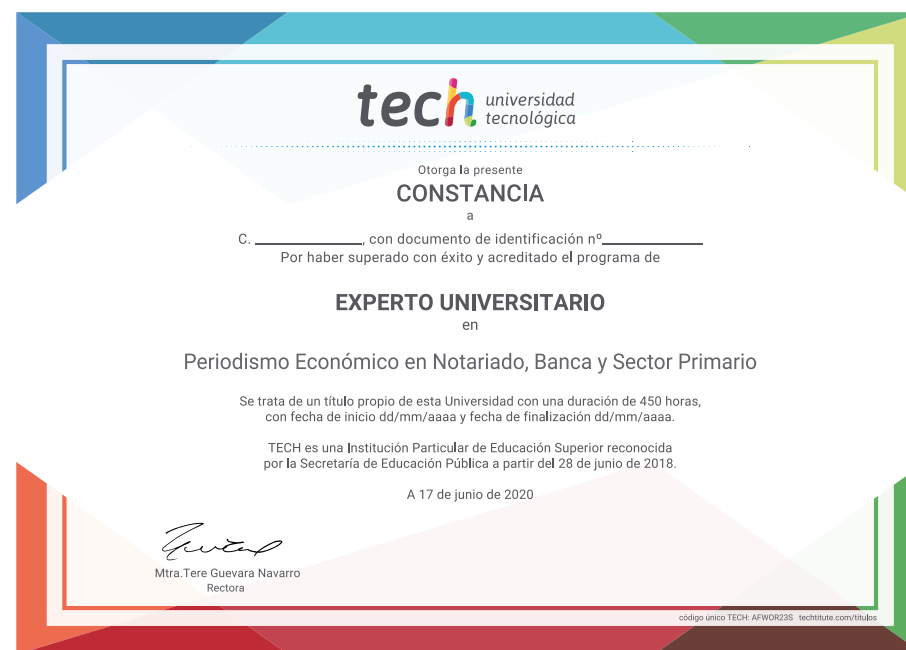 tech universidad
tecnológica
Otorga la presente
CONSTANCIA
a
C. ____________, con documento de identificación nº____________
Por haber superado con éxito y acreditado el programa de
EXPERTO UNIVERSITARIO
en
Periodismo Económico en Notariado, Banca y Sector Primario
Se trata de un título propio de esta Universidad con una duración de 450 horas,
con fecha de inicio dd/mm/aaaa y fecha de finalización dd/mm/aaaa.
TECH es una Institución Particular de Educación Superior reconocida
por la Secretaría de Educación Pública a partir del 28 de junio de 2018.
A 17 de junio de 2020
Mtra.Tere Guevara Navarro
Rectora
código único TECH: AFWOR23S techtitute.com/titulos